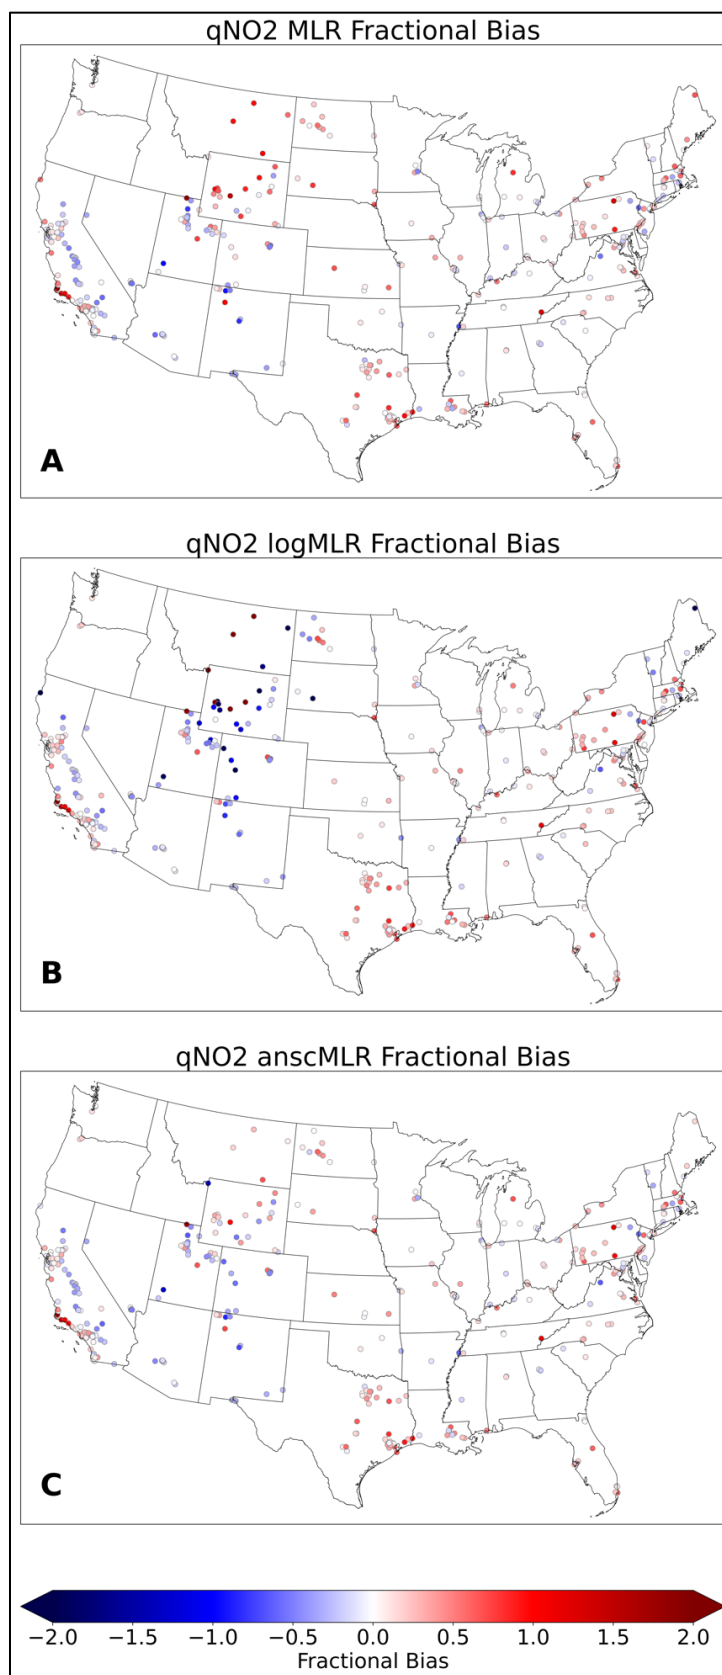 qNO2 MLR Fractional Bias
A
qNO2 logMLR Fractional Bias
B
qNO2 anscMLR Fractional Bias
C
−2.0 −1.5 −1.0 −0.5 0.0 0.5 1.0 1.5 2.0
Fractional Bias